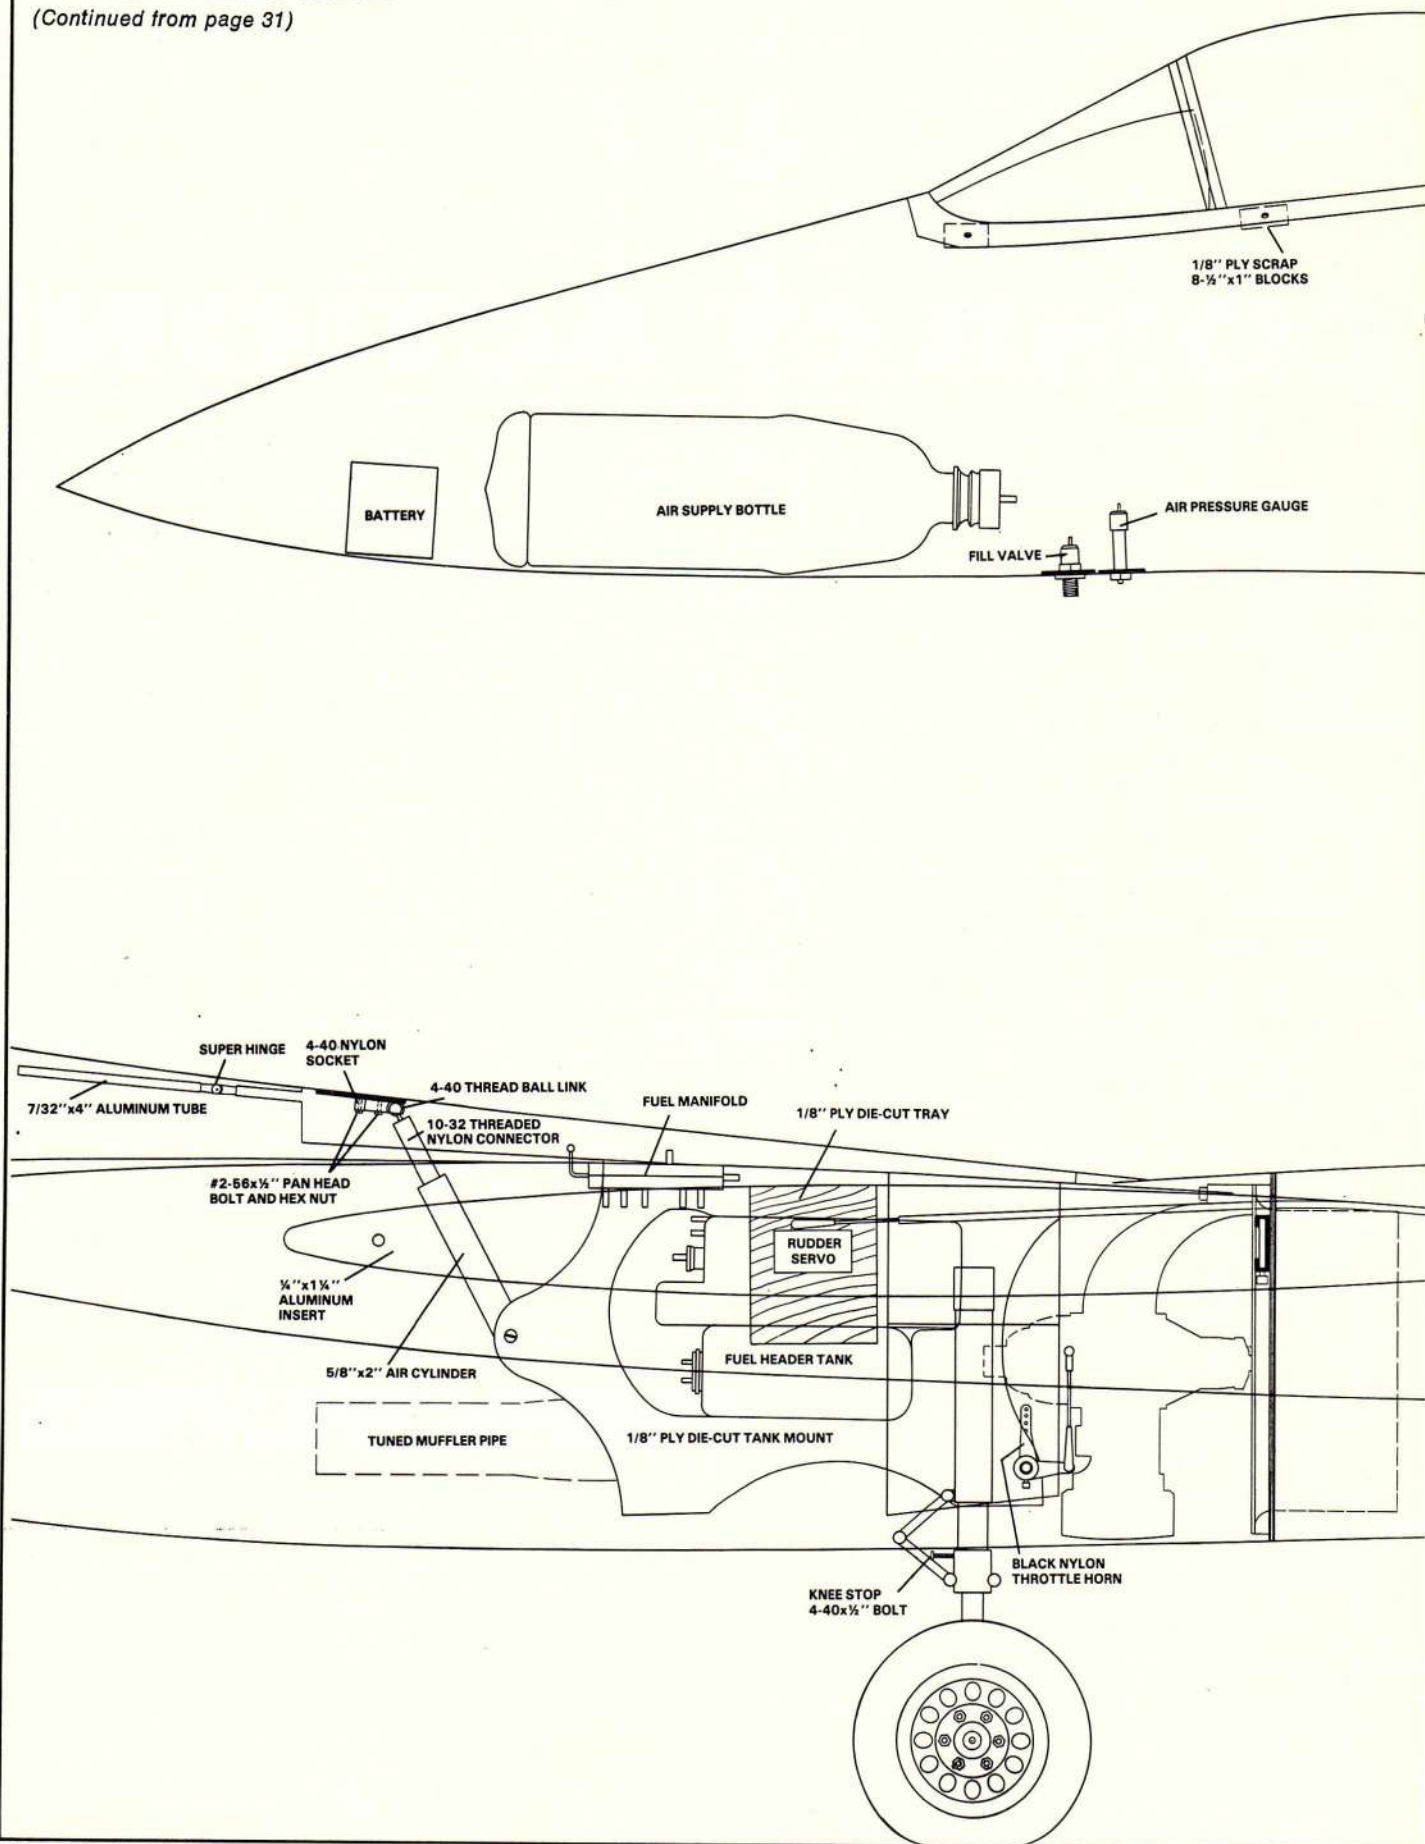 (Continued from page 31)
1/8’’ PLY SCRAP
8-½’’x1’’ BLOCKS
BATTERY
AIR SUPPLY BOTTLE
AIR PRESSURE GAUGE
FILL VALVE
SUPER HINGE
4-40 NYLON
SOCKET
4-40 THREAD BALL LINK
7/32’’x4’’ ALUMINUM TUBE
FUEL MANIFOLD
1/8’’ PLY DIE-CUT TRAY
10-32 THREADED
NYLON CONNECTOR
#2-56x½’’ PAN HEAD
BOLT AND HEX NUT
RUDDER
SERVO
¼’’x1¼’’
ALUMINUM
INSERT
5/8’’x2’’ AIR CYLINDER
FUEL HEADER TANK
TUNED MUFFLER PIPE
1/8’’ PLY DIE-CUT TANK MOUNT
BLACK NYLON
THROTTLE HORN
KNEE STOP
4-40x½’’ BOLT